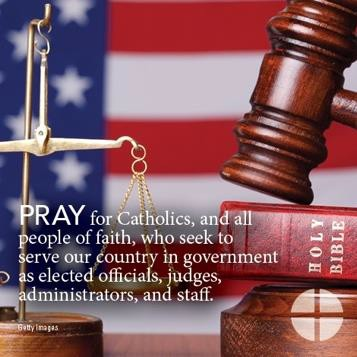 PRAY for Catholics, and all
people of faith, who seek to
serve our country in government
as elected officials, judges,
administrators, and staff.
HOLY
BIBLE
Getty Images